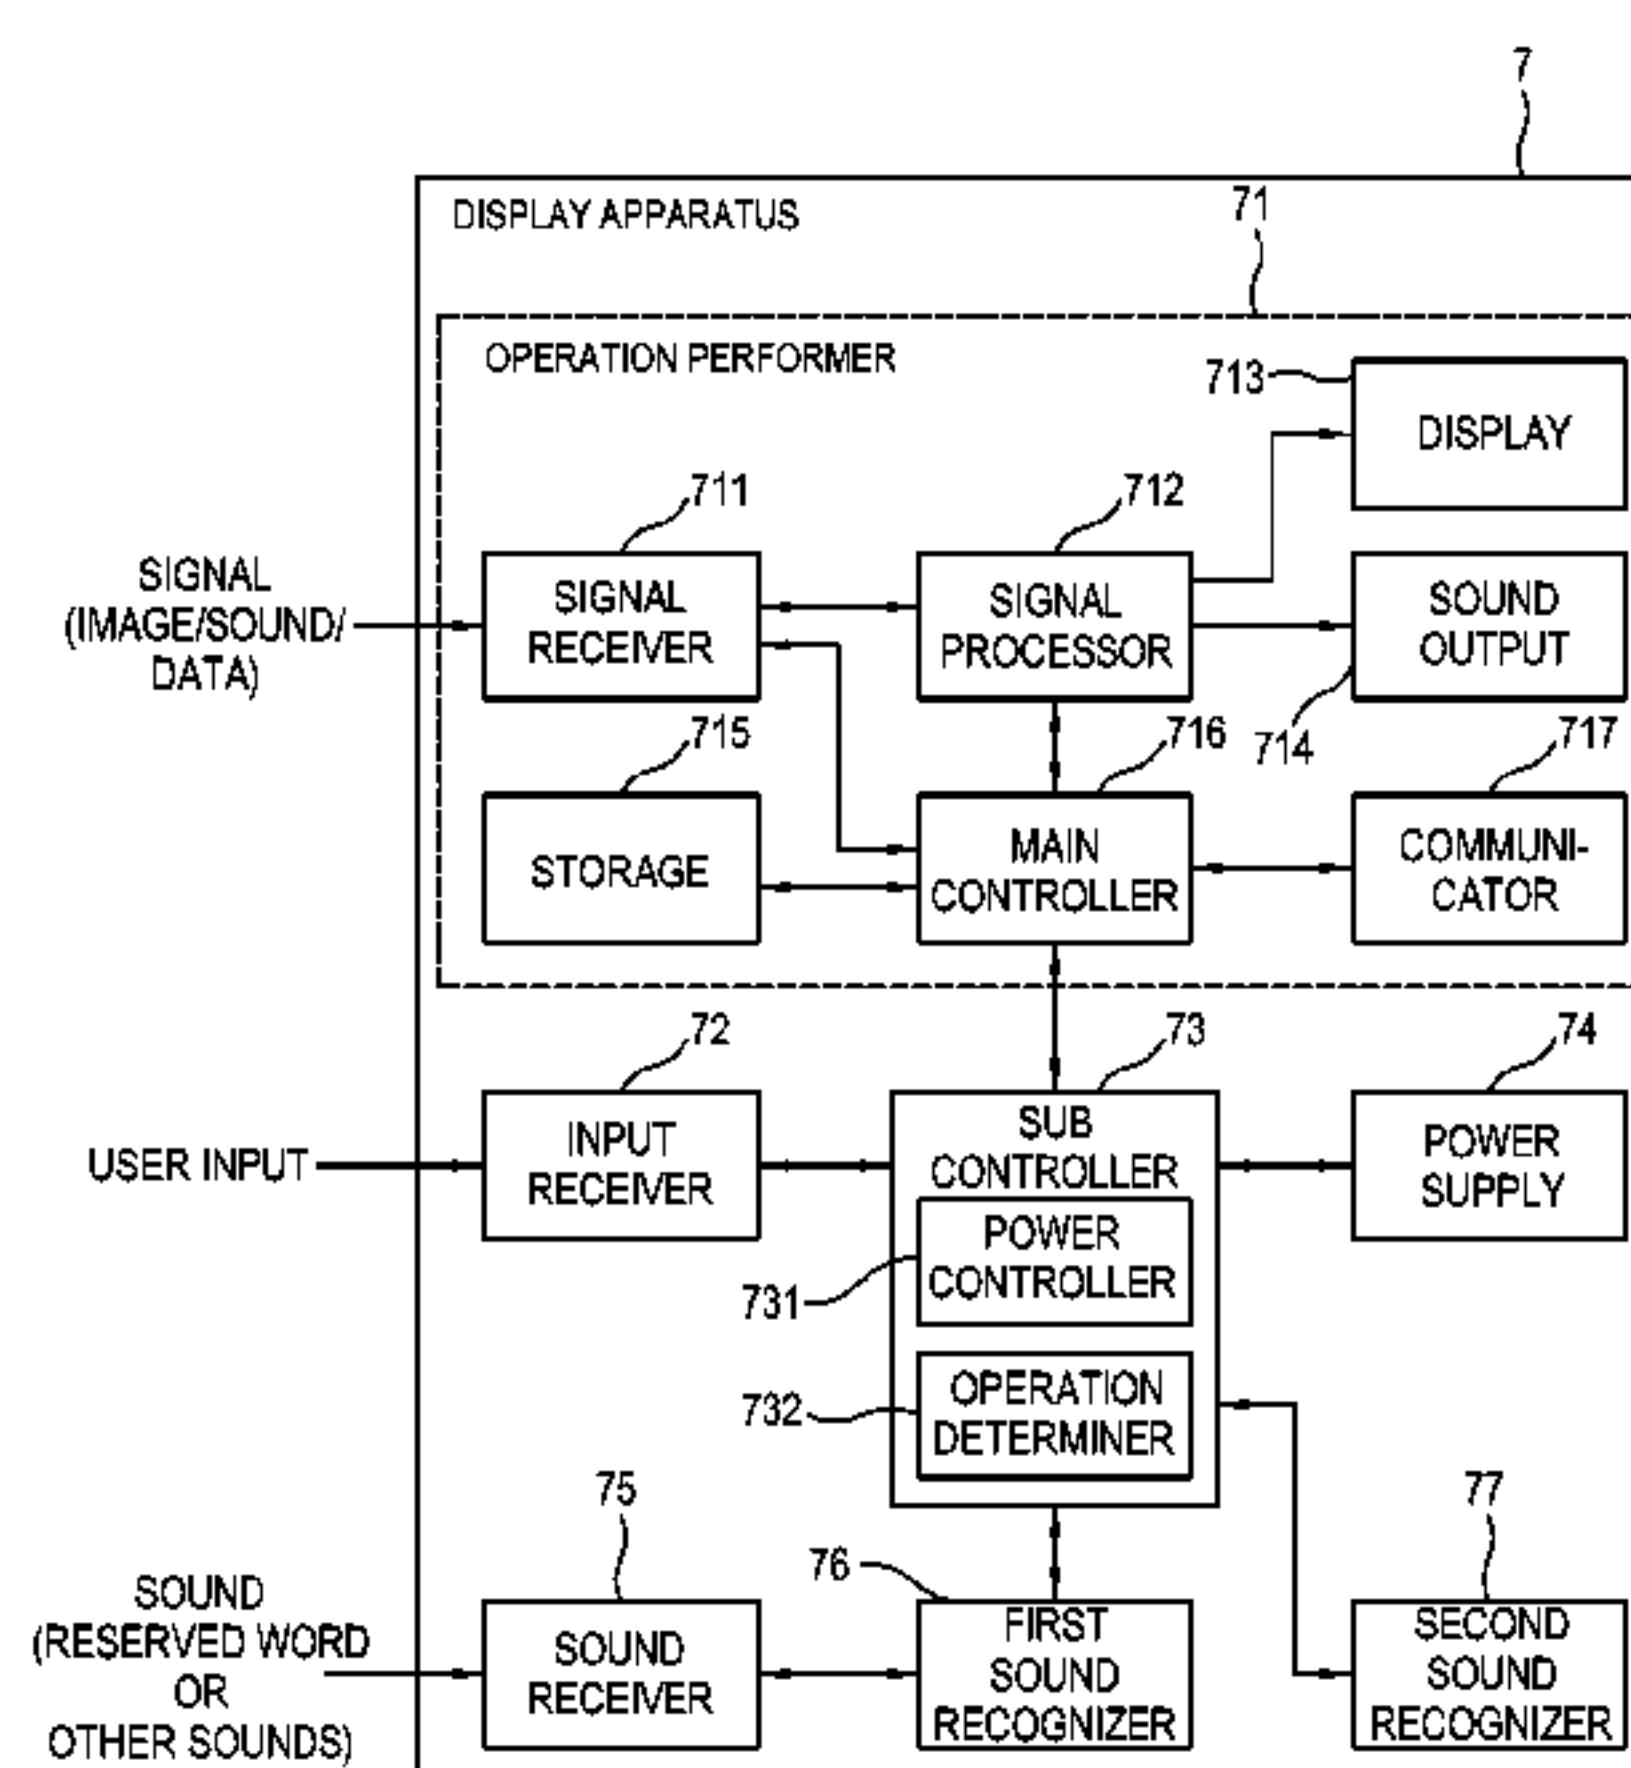 7
DISPLAY APPARATUS
71
OPERATION PERFORMER
713
DISPLAY
711
712
SIGNAL
(IMAGE/SOUND/
DATA)
SIGNAL
RECEIVER
SIGNAL
PROCESSOR
SOUND
OUTPUT
714
715
716
717
STORAGE
MAIN
CONTROLLER
COMMUNI-
CATOR
72
73
74
USER INPUT
INPUT
RECEIVER
SUB
CONTROLLER
POWER
SUPPLY
POWER
CONTROLLER
731
OPERATION
DETERMINER
732
75
76
77
SOUND
(RESERVED WORD
OR
OTHER SOUNDS)
SOUND
RECEIVER
FIRST
SOUND
RECOGNIZER
SECOND
SOUND
RECOGNIZER